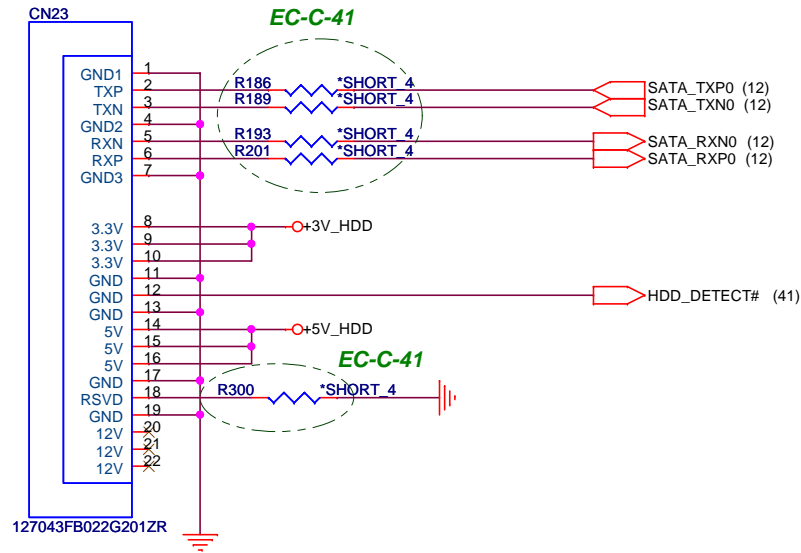 CN23
EC-C-41
GND1 1
TXP 2 R186 *SHORT_4 SATA_TXP0 (12)
TXN 3 R189 *SHORT_4 SATA_TXN0 (12)
GND2 4
RXN 5 R193 *SHORT_4 SATA_RXN0 (12)
RXP 6 R201 *SHORT_4 SATA_RXP0 (12)
GND3 7
3.3V 8 +3V_HDD
3.3V 9
3.3V 10
GND 11
GND 12 HDD_DETECT# (41)
GND 13
5V 14 +5V_HDD
5V 15
5V 16
EC-C-41
GND 17
RSVD 18 R300 *SHORT_4
GND 19
12V 20
12V 21
12V 22
127043FB022G201ZR